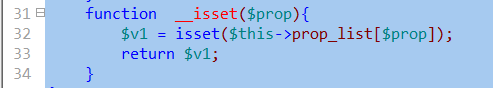 31 function __isset($prop){
32 $v1 = isset($this->prop_list[$prop]);
33 return $v1;
34 }